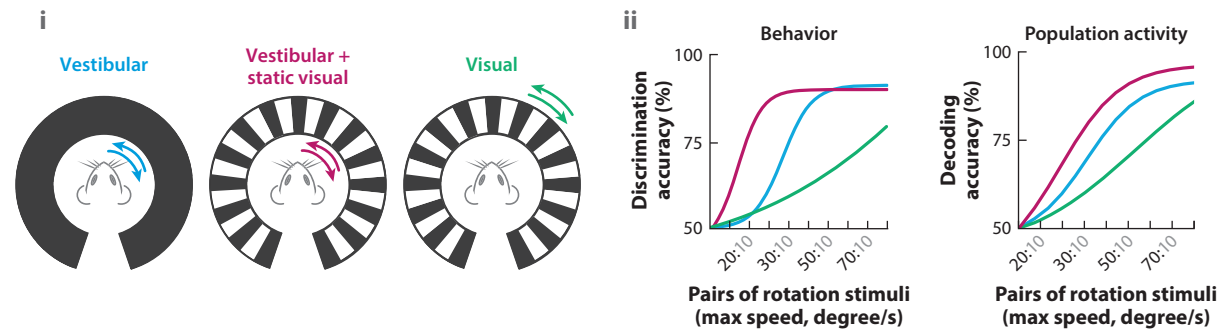 i
Vestibular
Vestibular +
static visual
Visual
ii
Behavior
100
75
50
Discrimination
accuracy (%)
20:10
30:10
50:10
70:10
Pairs of rotation stimuli
(max speed, degree/s)
Population activity
100
75
50
Decoding
accuracy (%)
20:10
30:10
50:10
70:10
Pairs of rotation stimuli
(max speed, degree/s)